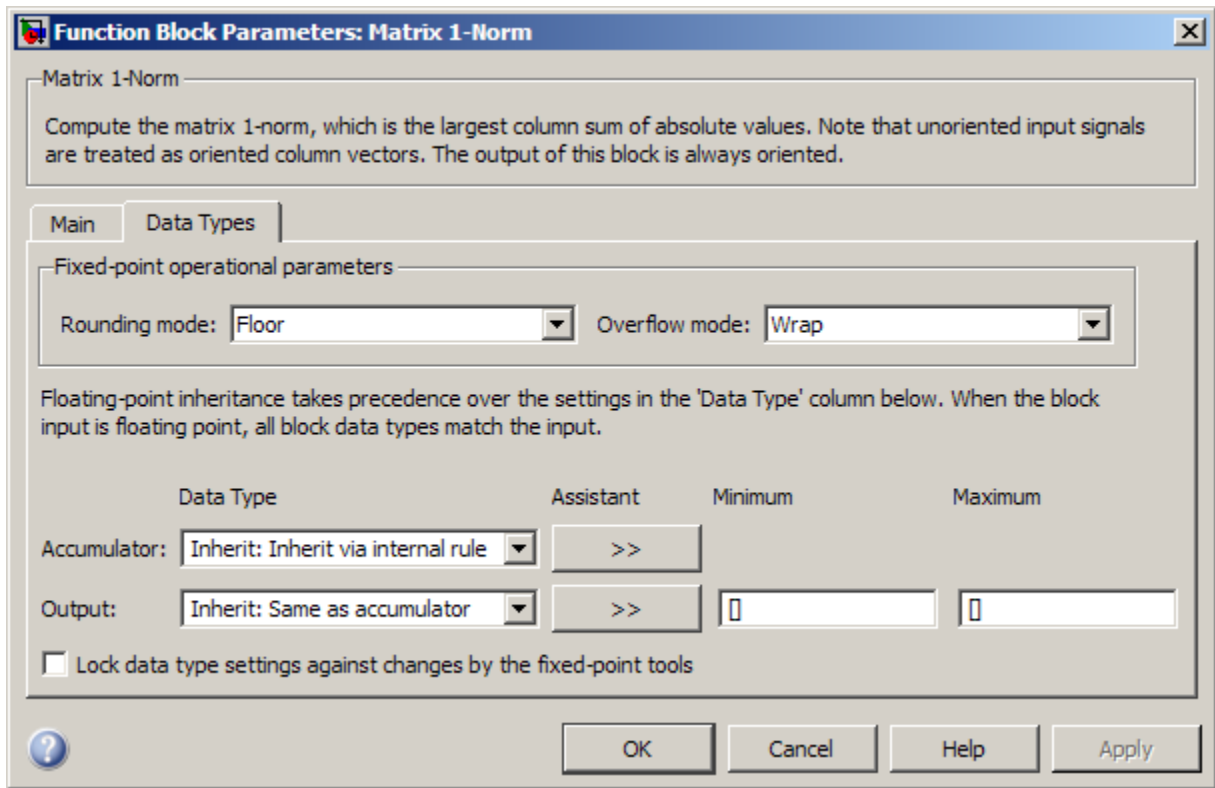 Function Block Parameters: Matrix 1-Norm
Matrix 1-Norm
Compute the matrix 1-norm, which is the largest column sum of absolute values. Note that unoriented input signals
are treated as oriented column vectors. The output of this block is always oriented.
Main Data Types
Fixed-point operational parameters
Rounding mode: Floor Overflow mode: Wrap
Floating-point inheritance takes precedence over the settings in the 'Data Type' column below. When the block
input is floating point, all block data types match the input.
Data Type Assistant Minimum Maximum
Accumulator: Inherit: Inherit via internal rule >>
Output: Inherit: Same as accumulator >> [] []
Lock data type settings against changes by the fixed-point tools
? OK Cancel Help Apply